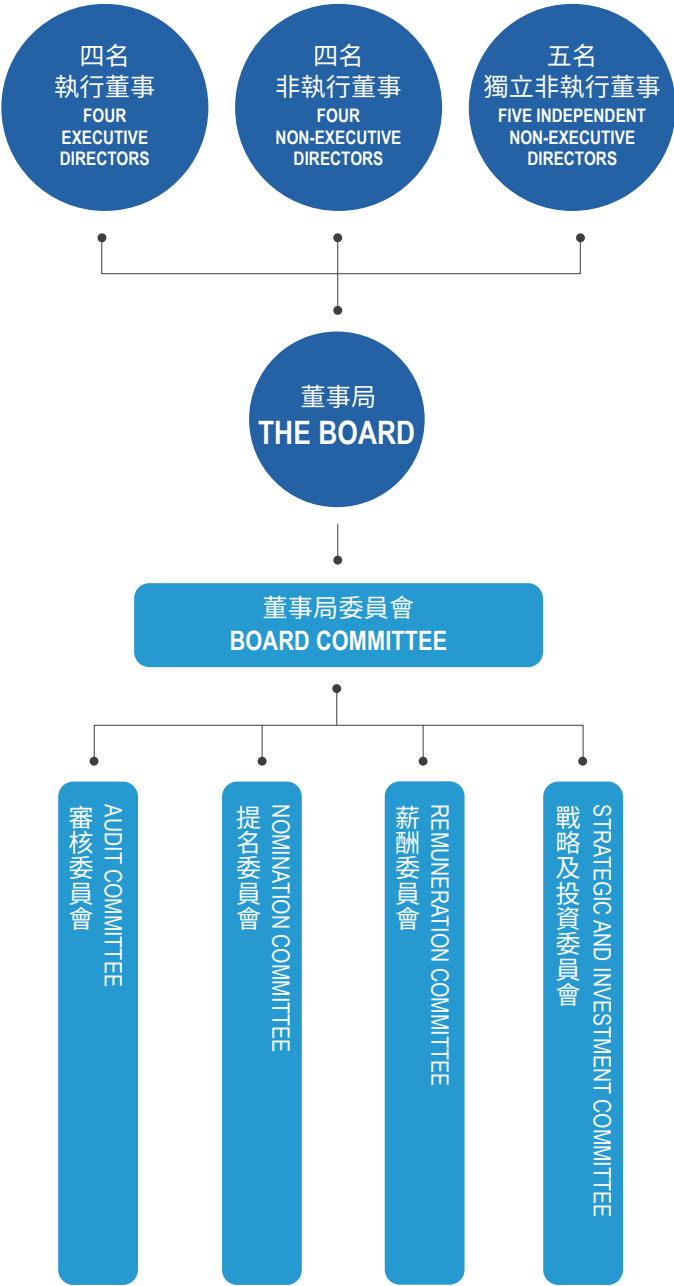 四名
執行董事
FOUR
EXECUTIVE
DIRECTORS
四名
非執行董事
FOUR
NON-EXECUTIVE
DIRECTORS
五名
獨立非執行董事
FIVE INDEPENDENT
NON-EXECUTIVE
DIRECTORS
董事局
THE BOARD
董事局委員會
BOARD COMMITTEE
審核委員會
AUDIT COMMITTEE
提名委員會
NOMINATION COMMITTEE
薪酬委員會
REMUNERATION COMMITTEE
戰略及投資委員會
STRATEGIC AND INVESTMENT COMMITTEE